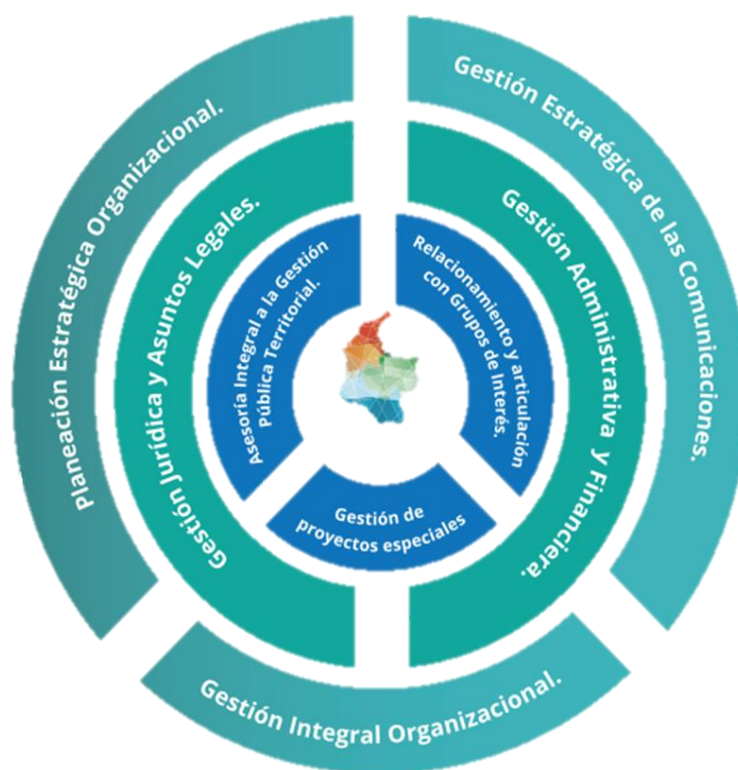 Planeación Estratégica Organizacional.
Gestión Estratégica de las Comunicaciones.
Gestión Integral Organizacional.
Gestión Jurídica y Asuntos Legales.
Gestión Administrativa y Financiera.
Asesoría Integral a la Gestión
Pública Territorial.
Relacionamiento y articulación
con Grupos de Interés.
Gestión de
proyectos especiales